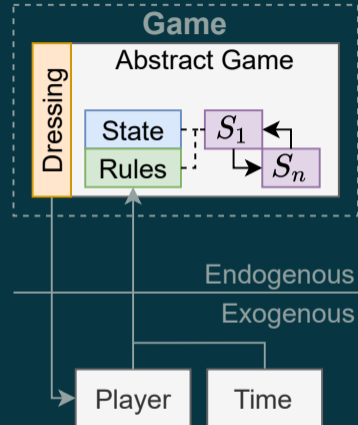 Game
Abstract Game
Dressing
State
Rules
S₁
Sₙ
Endogenous
Exogenous
Player
Time